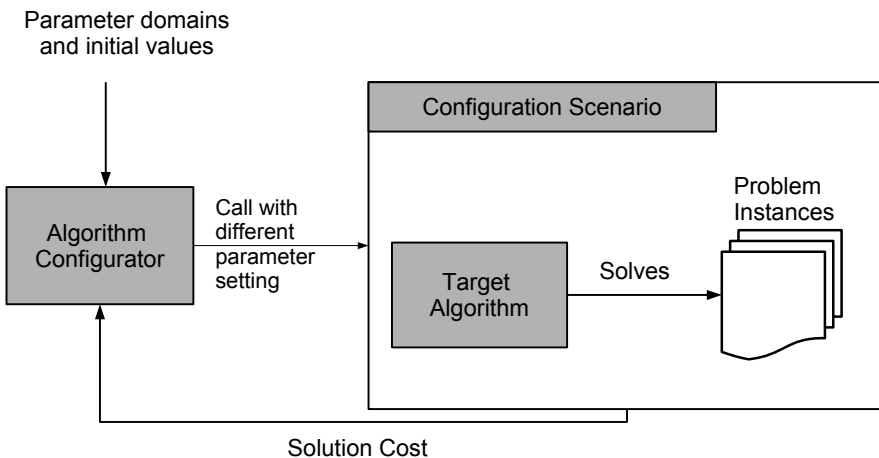 Parameter domains
and initial values
Configuration Scenario
Algorithm
Configurator
Call with
different
parameter
setting
Problem
Instances
Target
Algorithm
Solves
Solution Cost